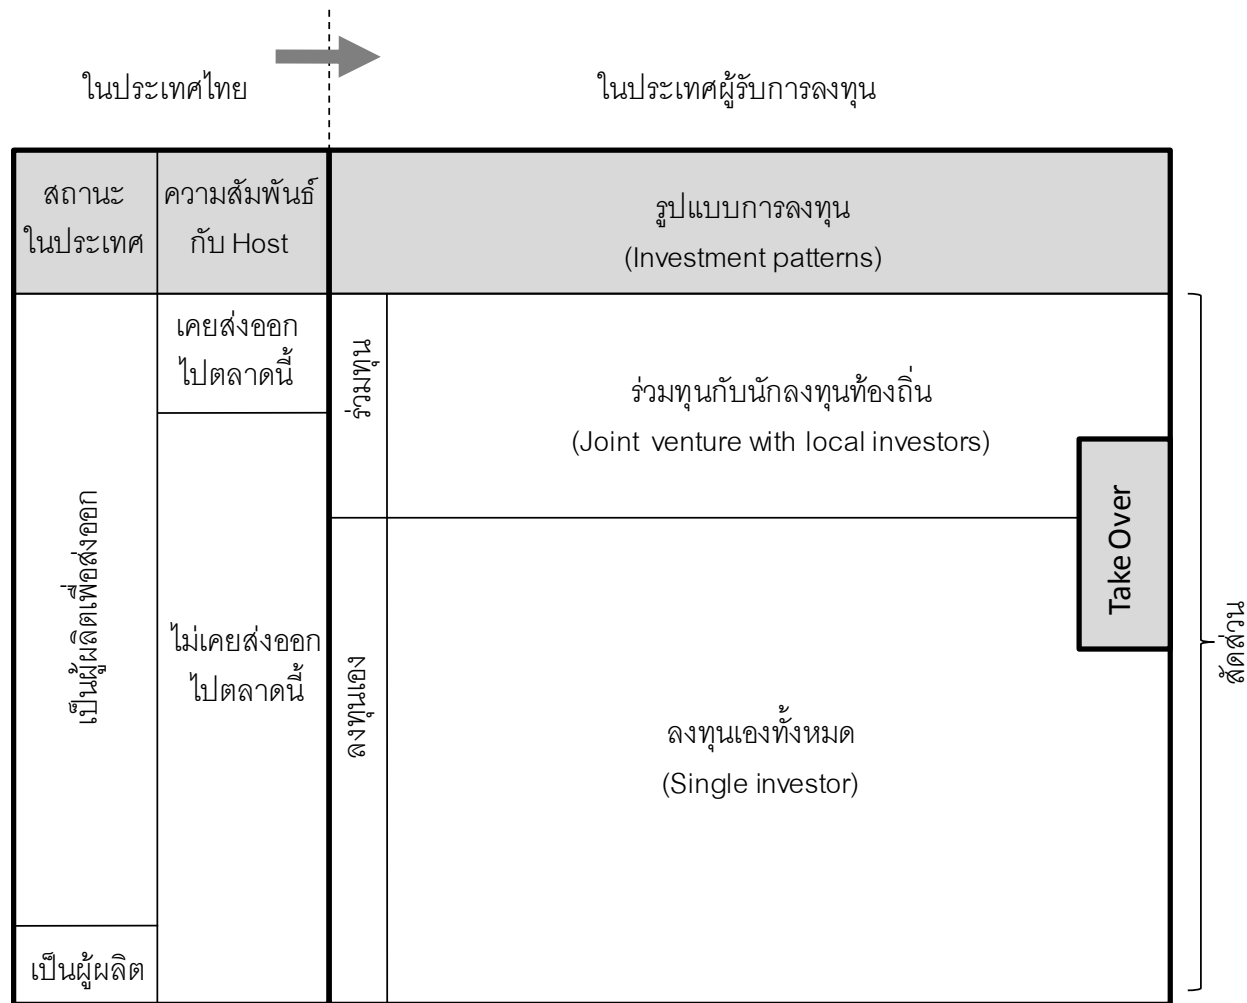 ในประเทศไทย
ในประเทศผู้รับการลงทุน
สถานะ
ในประเทศ
ความสัมพันธ์
กับ Host
รูปแบบการลงทุน
(Investment patterns)
เป็นผู้ผลิตเพื่อส่งออก
เคยส่งออก
ไปตลาดนี้
ร่วมทุน
ร่วมทุนกับนักลงทุนท้องถิ่น
(Joint venture with local investors)
Take Over
สัดส่วน
ไม่เคยส่งออก
ไปตลาดนี้
ลงทุนเอง
ลงทุนเองทั้งหมด
(Single investor)
เป็นผู้ผลิต